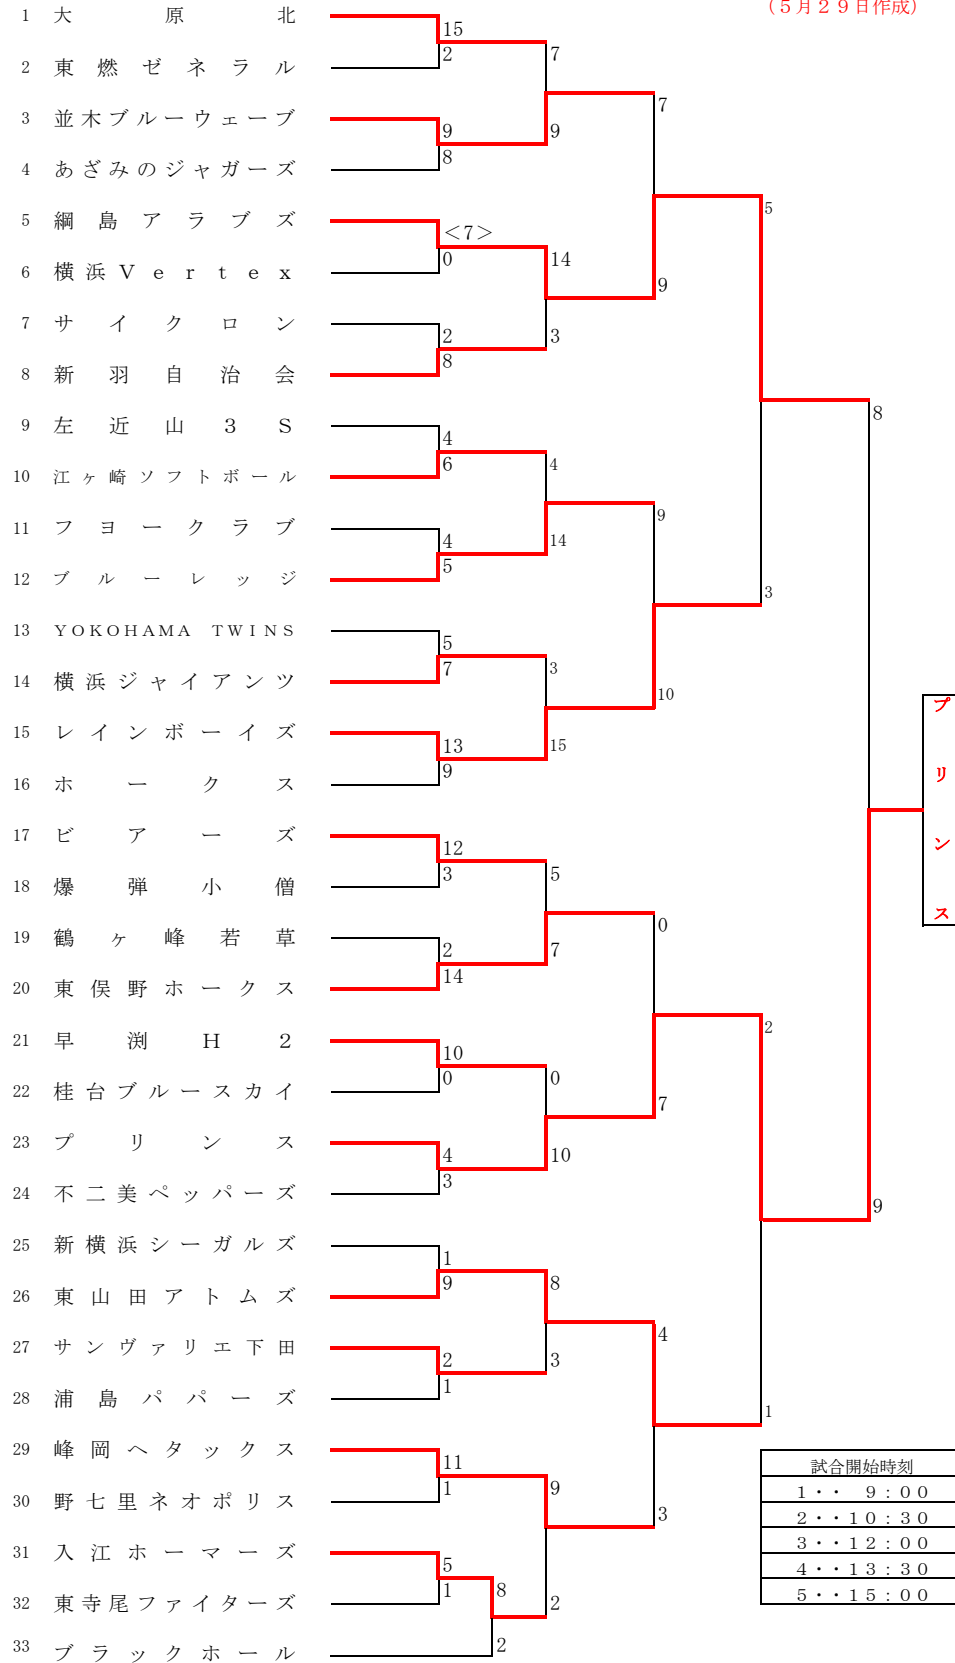 (５月２９日作成)
1 大原北
15
2
7
2 東燃ゼネラル
3 並木ブルーウェーブ
7
9
9
8
4 あざみのジャガーズ
5 綱島アラブズ
5
＜7＞
0
14
6 横浜Ｖｅｒｔｅｘ
9
7 サイクロン
2
3
8
8 新羽自治会
9 左近山３Ｓ
8
4
6
4
10 江ヶ崎ソフトボール
11 フヨークラブ
9
4
14
5
12 ブルーレッジ
3
13 YOKOHAMA TWINS
5
7
3
14 横浜ジャイアンツ
10
プリンス
15 レインボーイズ
13
15
9
16 ホークス
17 ビアーズ
12
3
5
18 爆弾小僧
19 鶴ヶ峰若草
0
2
7
14
20 東俣野ホークス
21 早渕Ｈ２
2
10
0
0
22 桂台ブルースカイ
7
23 プリンス
4
10
3
24 不二美ペッパーズ
9
25 新横浜シーガルズ
1
9
8
26 東山田アトムズ
27 サンヴァリエ下田
4
2
3
1
28 浦島パパーズ
1
29 峰岡ヘタックス
11
1
9
試合開始時刻
30 野七里ネオポリス
3
１・・ ９：００
２・・１０：３０
31 入江ホーマーズ
5
1
8
３・・１２：００
４・・１３：３０
32 東寺尾ファイターズ
2
５・・１５：００
33 ブラックホール
2